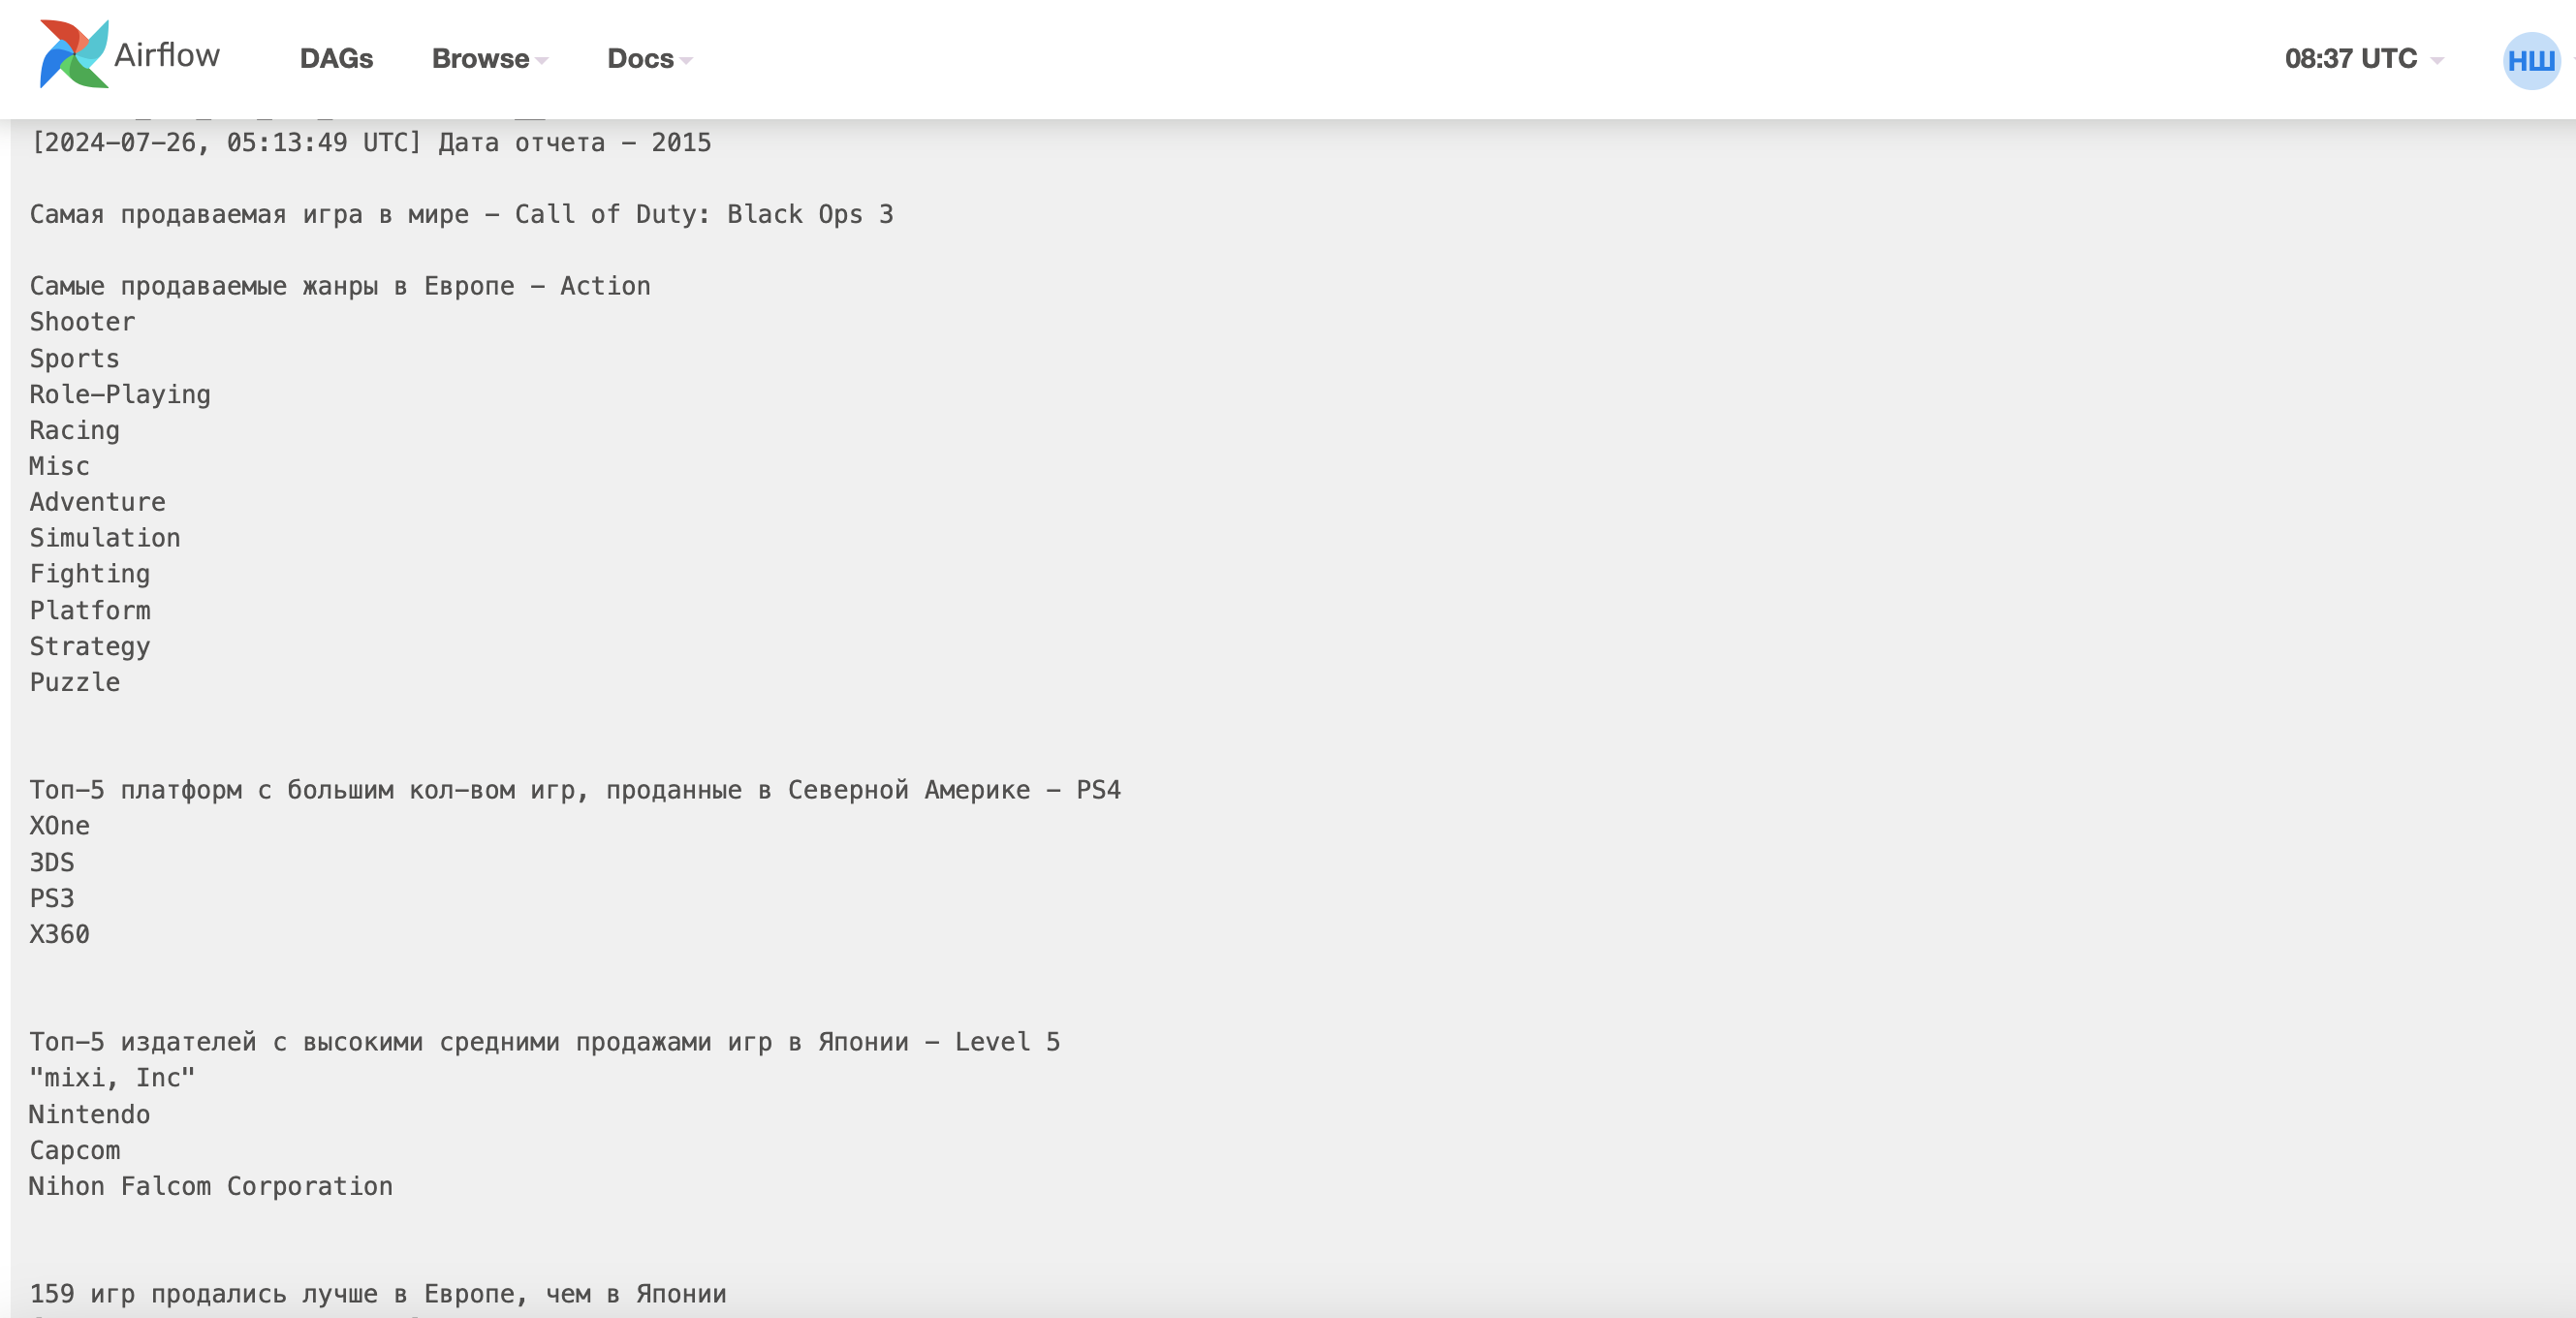 Airflow DAGs Browse Docs 08:37 UTC НШ
[2024-07-26, 05:13:49 UTC] Дата отчета - 2015
Самая продаваемая игра в мире - Call of Duty: Black Ops 3
Самые продаваемые жанры в Европе - Action
Shooter
Sports
Role-Playing
Racing
Misc
Adventure
Simulation
Fighting
Platform
Strategy
Puzzle
Топ-5 платформ с большим кол-вом игр, проданные в Северной Америке - PS4
XOne
3DS
PS3
X360
Топ-5 издателей с высокими средними продажами игр в Японии - Level 5
"mixi, Inc"
Nintendo
Capcom
Nihon Falcom Corporation
159 игр продались лучше в Европе, чем в Японии